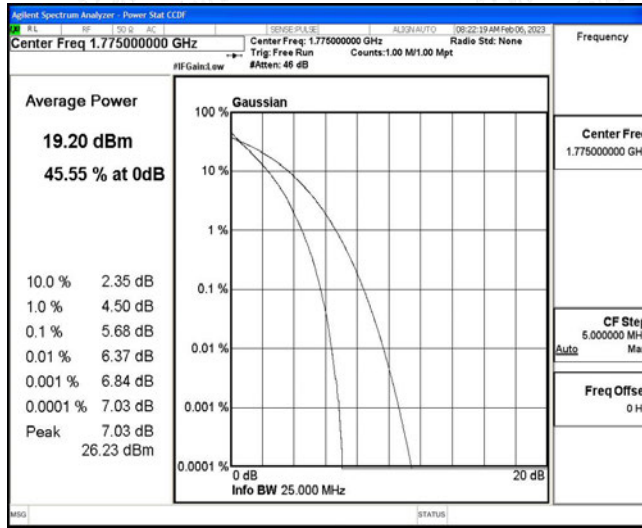 Agilent Spectrum Analyzer - Power Stat CCDF
RL RF 50 Ω AC SENSE:PULSE ALIGN AUTO 08:22:19 AM Feb 06, 2023
Center Freq 1.775000000 GHz
Center Freq: 1.775000000 GHz Radio Std: None
Trig: Free Run Counts:1.00 M/1.00 Mpt
#IFGain:Low #Atten: 46 dB
Frequency
Average Power
19.20 dBm
45.55 % at 0dB
10.0 % 2.35 dB
1.0 % 4.50 dB
0.1 % 5.68 dB
0.01 % 6.37 dB
0.001 % 6.84 dB
0.0001 % 7.03 dB
Peak 7.03 dB
26.23 dBm
Gaussian
100 %
10 %
1 %
0.1 %
0.01 %
0.001 %
0.0001 %
0 dB 20 dB
Info BW 25.000 MHz
Center Fre
1.775000000 GH
CF Ste
5.000000 MH
Auto Ma
Freq Offse
0 H
MSG STATUS